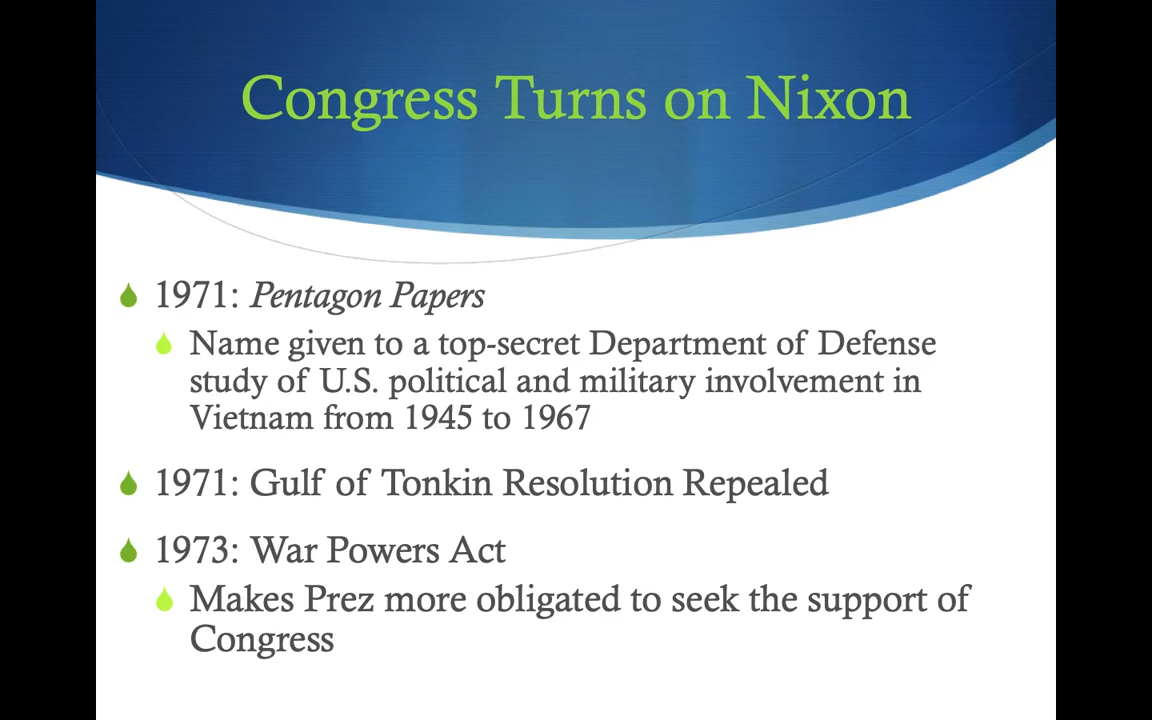 Congress Turns on Nixon
1971: Pentagon Papers
Name given to a top-secret Department of Defense
study of U.S. political and military involvement in
Vietnam from 1945 to 1967
1971: Gulf of Tonkin Resolution Repealed
1973: War Powers Act
Makes Prez more obligated to seek the support of
Congress